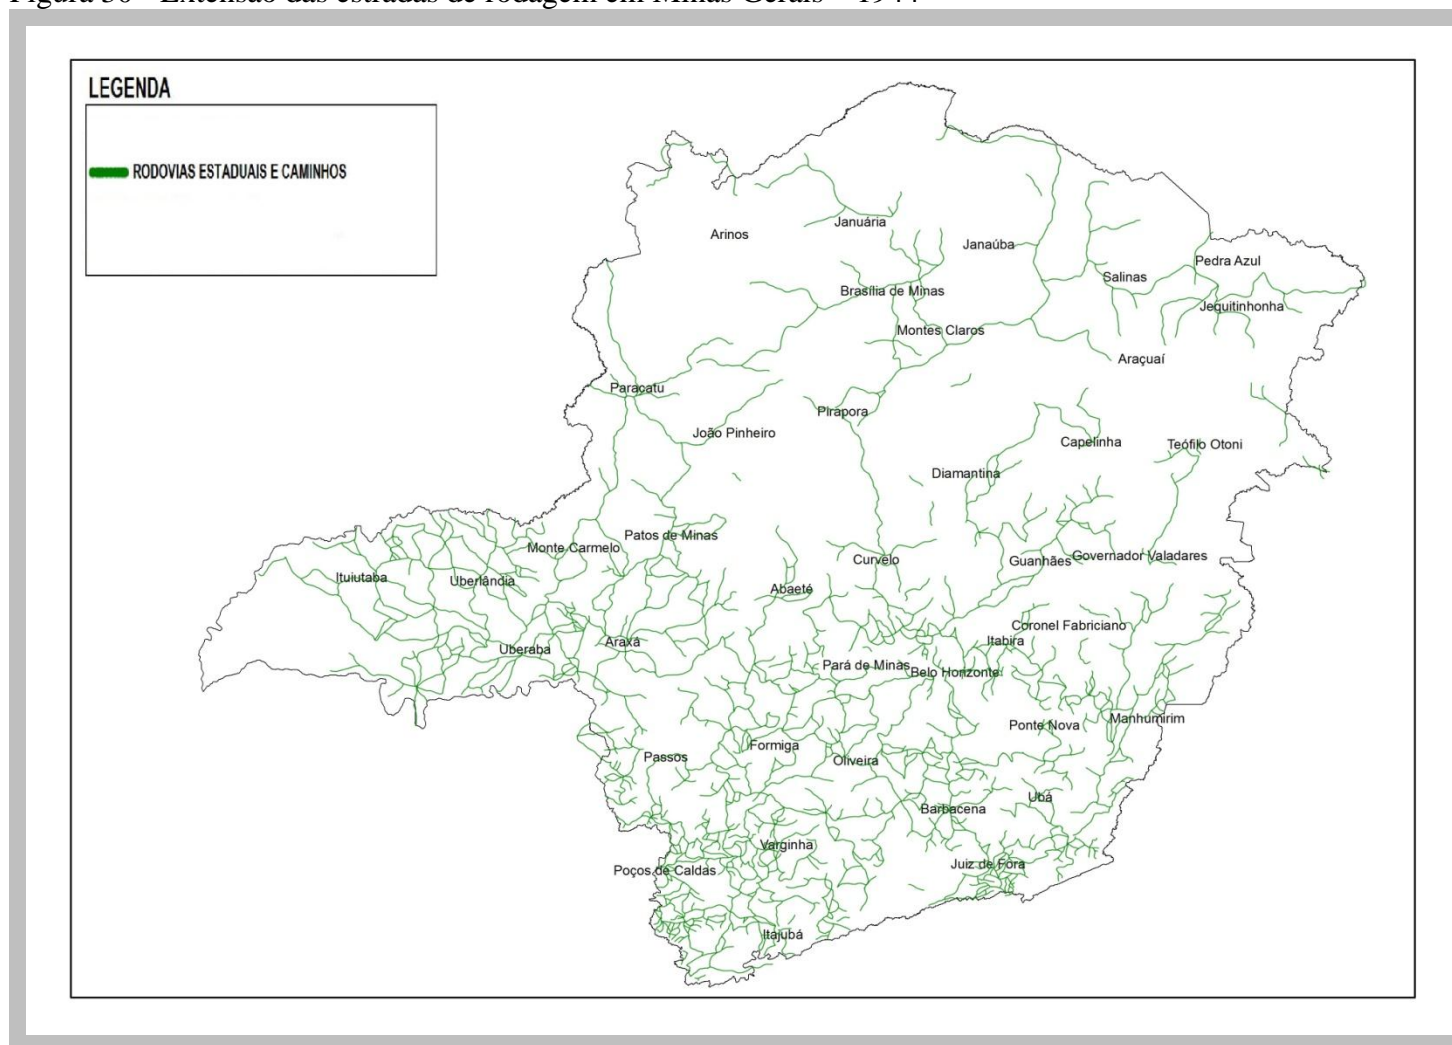 Figura 30 - Extensão das estradas de rodagem em Minas Gerais – 1944
LEGENDA
RODOVIAS ESTADUAIS E CAMINHOS
Januária
Arinos
Janaúba
Pedra Azul
Salinas
Brasília de Minas
Jequitinhonha
Montes Claros
Araçuaí
Paracatu
Pirapora
João Pinheiro
Capelinha
Teófilo Otoni
Diamantina
Patos de Minas
Monte Carmelo
Curvelo
Guanhães
Governador Valadares
Ituiutaba
Uberlândia
Abaeté
Coronel Fabriciano
Itabira
Araxá
Uberaba
Pará de Minas
Belo Horizonte
Manhumirim
Ponte Nova
Formiga
Passos
Oliveira
Ubá
Barbacena
Varginha
Juiz de Fora
Poços de Caldas
Itajubá